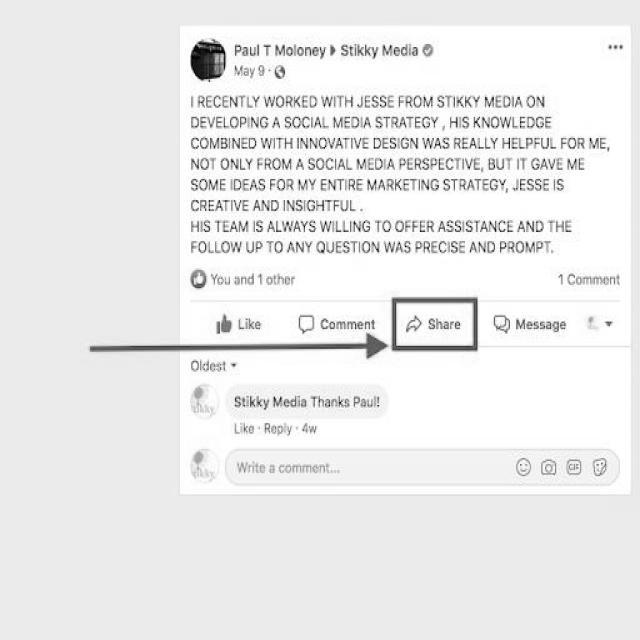 Paul T Moloney ▸ Stikky Media
May 9 ·
I RECENTLY WORKED WITH JESSE FROM STIKKY MEDIA ON
DEVELOPING A SOCIAL MEDIA STRATEGY , HIS KNOWLEDGE
COMBINED WITH INNOVATIVE DESIGN WAS REALLY HELPFUL FOR ME,
NOT ONLY FROM A SOCIAL MEDIA PERSPECTIVE, BUT IT GAVE ME
SOME IDEAS FOR MY ENTIRE MARKETING STRATEGY, JESSE IS
CREATIVE AND INSIGHTFUL .
HIS TEAM IS ALWAYS WILLING TO OFFER ASSISTANCE AND THE
FOLLOW UP TO ANY QUESTION WAS PRECISE AND PROMPT.
You and 1 other 1 Comment
Like Comment Share Message
Oldest
Stikky Media Thanks Paul!
Like · Reply · 4w
Write a comment...
GIF